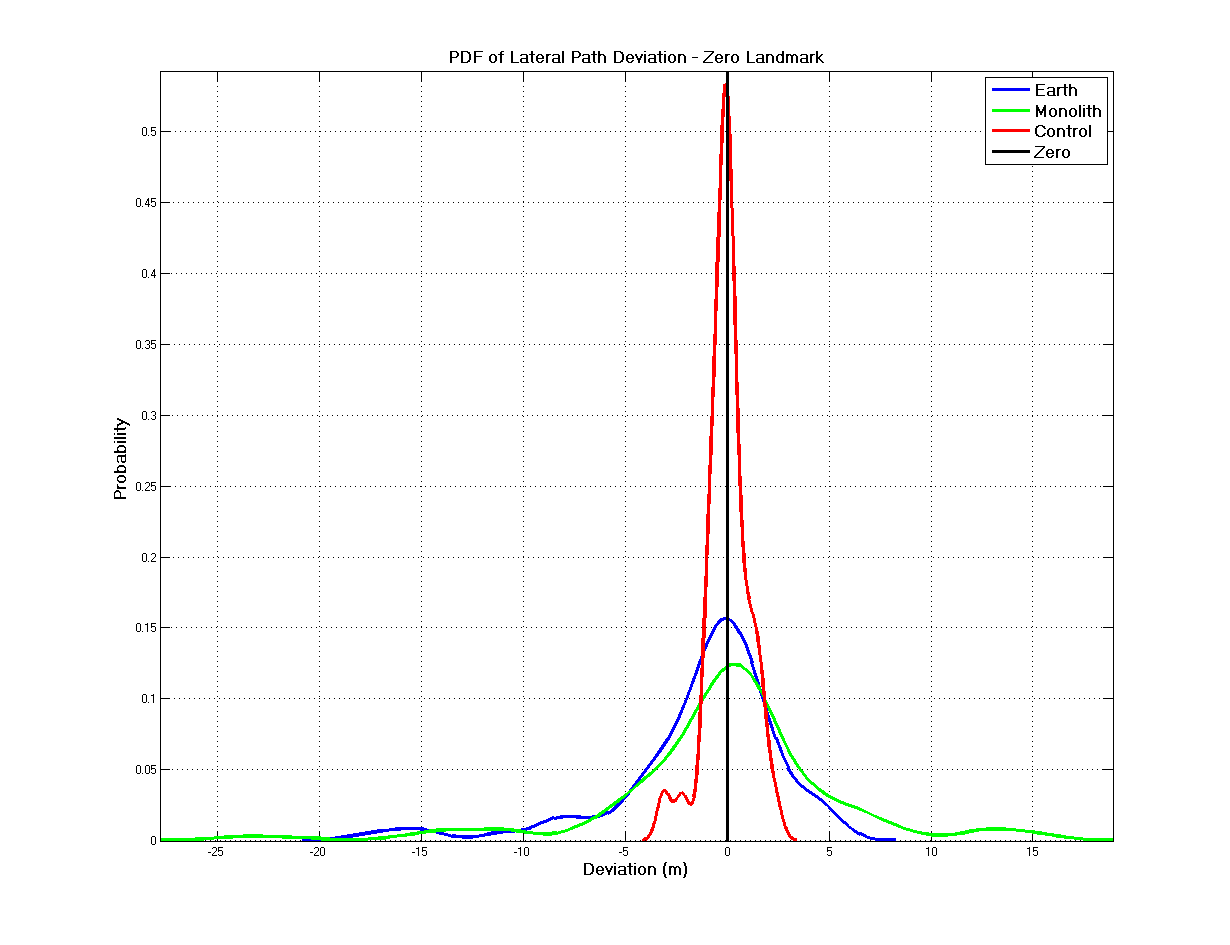 PDF of Lateral Path Deviation - Zero Landmark
Earth
Monolith
Control
Zero
0.5
0.45
0.4
0.35
0.3
0.25
0.2
0.15
0.1
0.05
0
Probability
-25 -20 -15 -10 -5 0 5 10 15
Deviation (m)